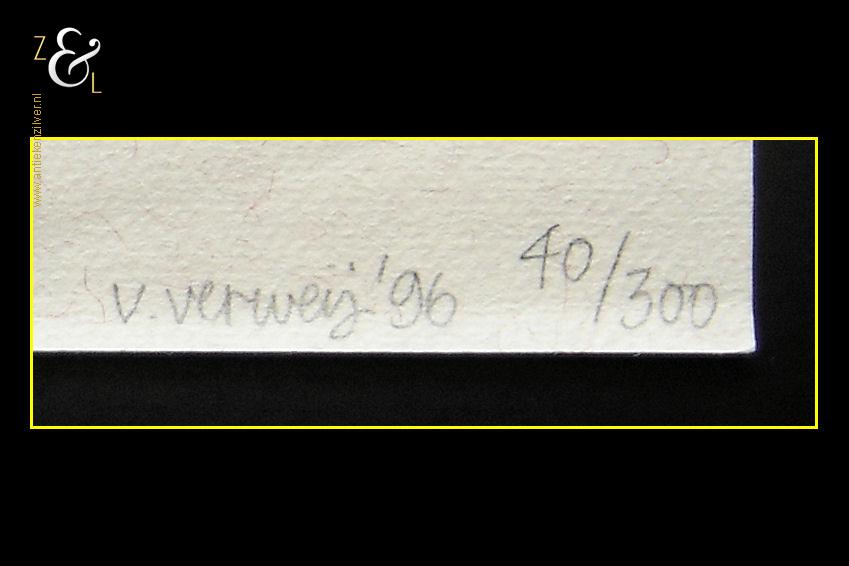 Z & L
www.antiekenzilver.nl
v. verweij '96 40/300